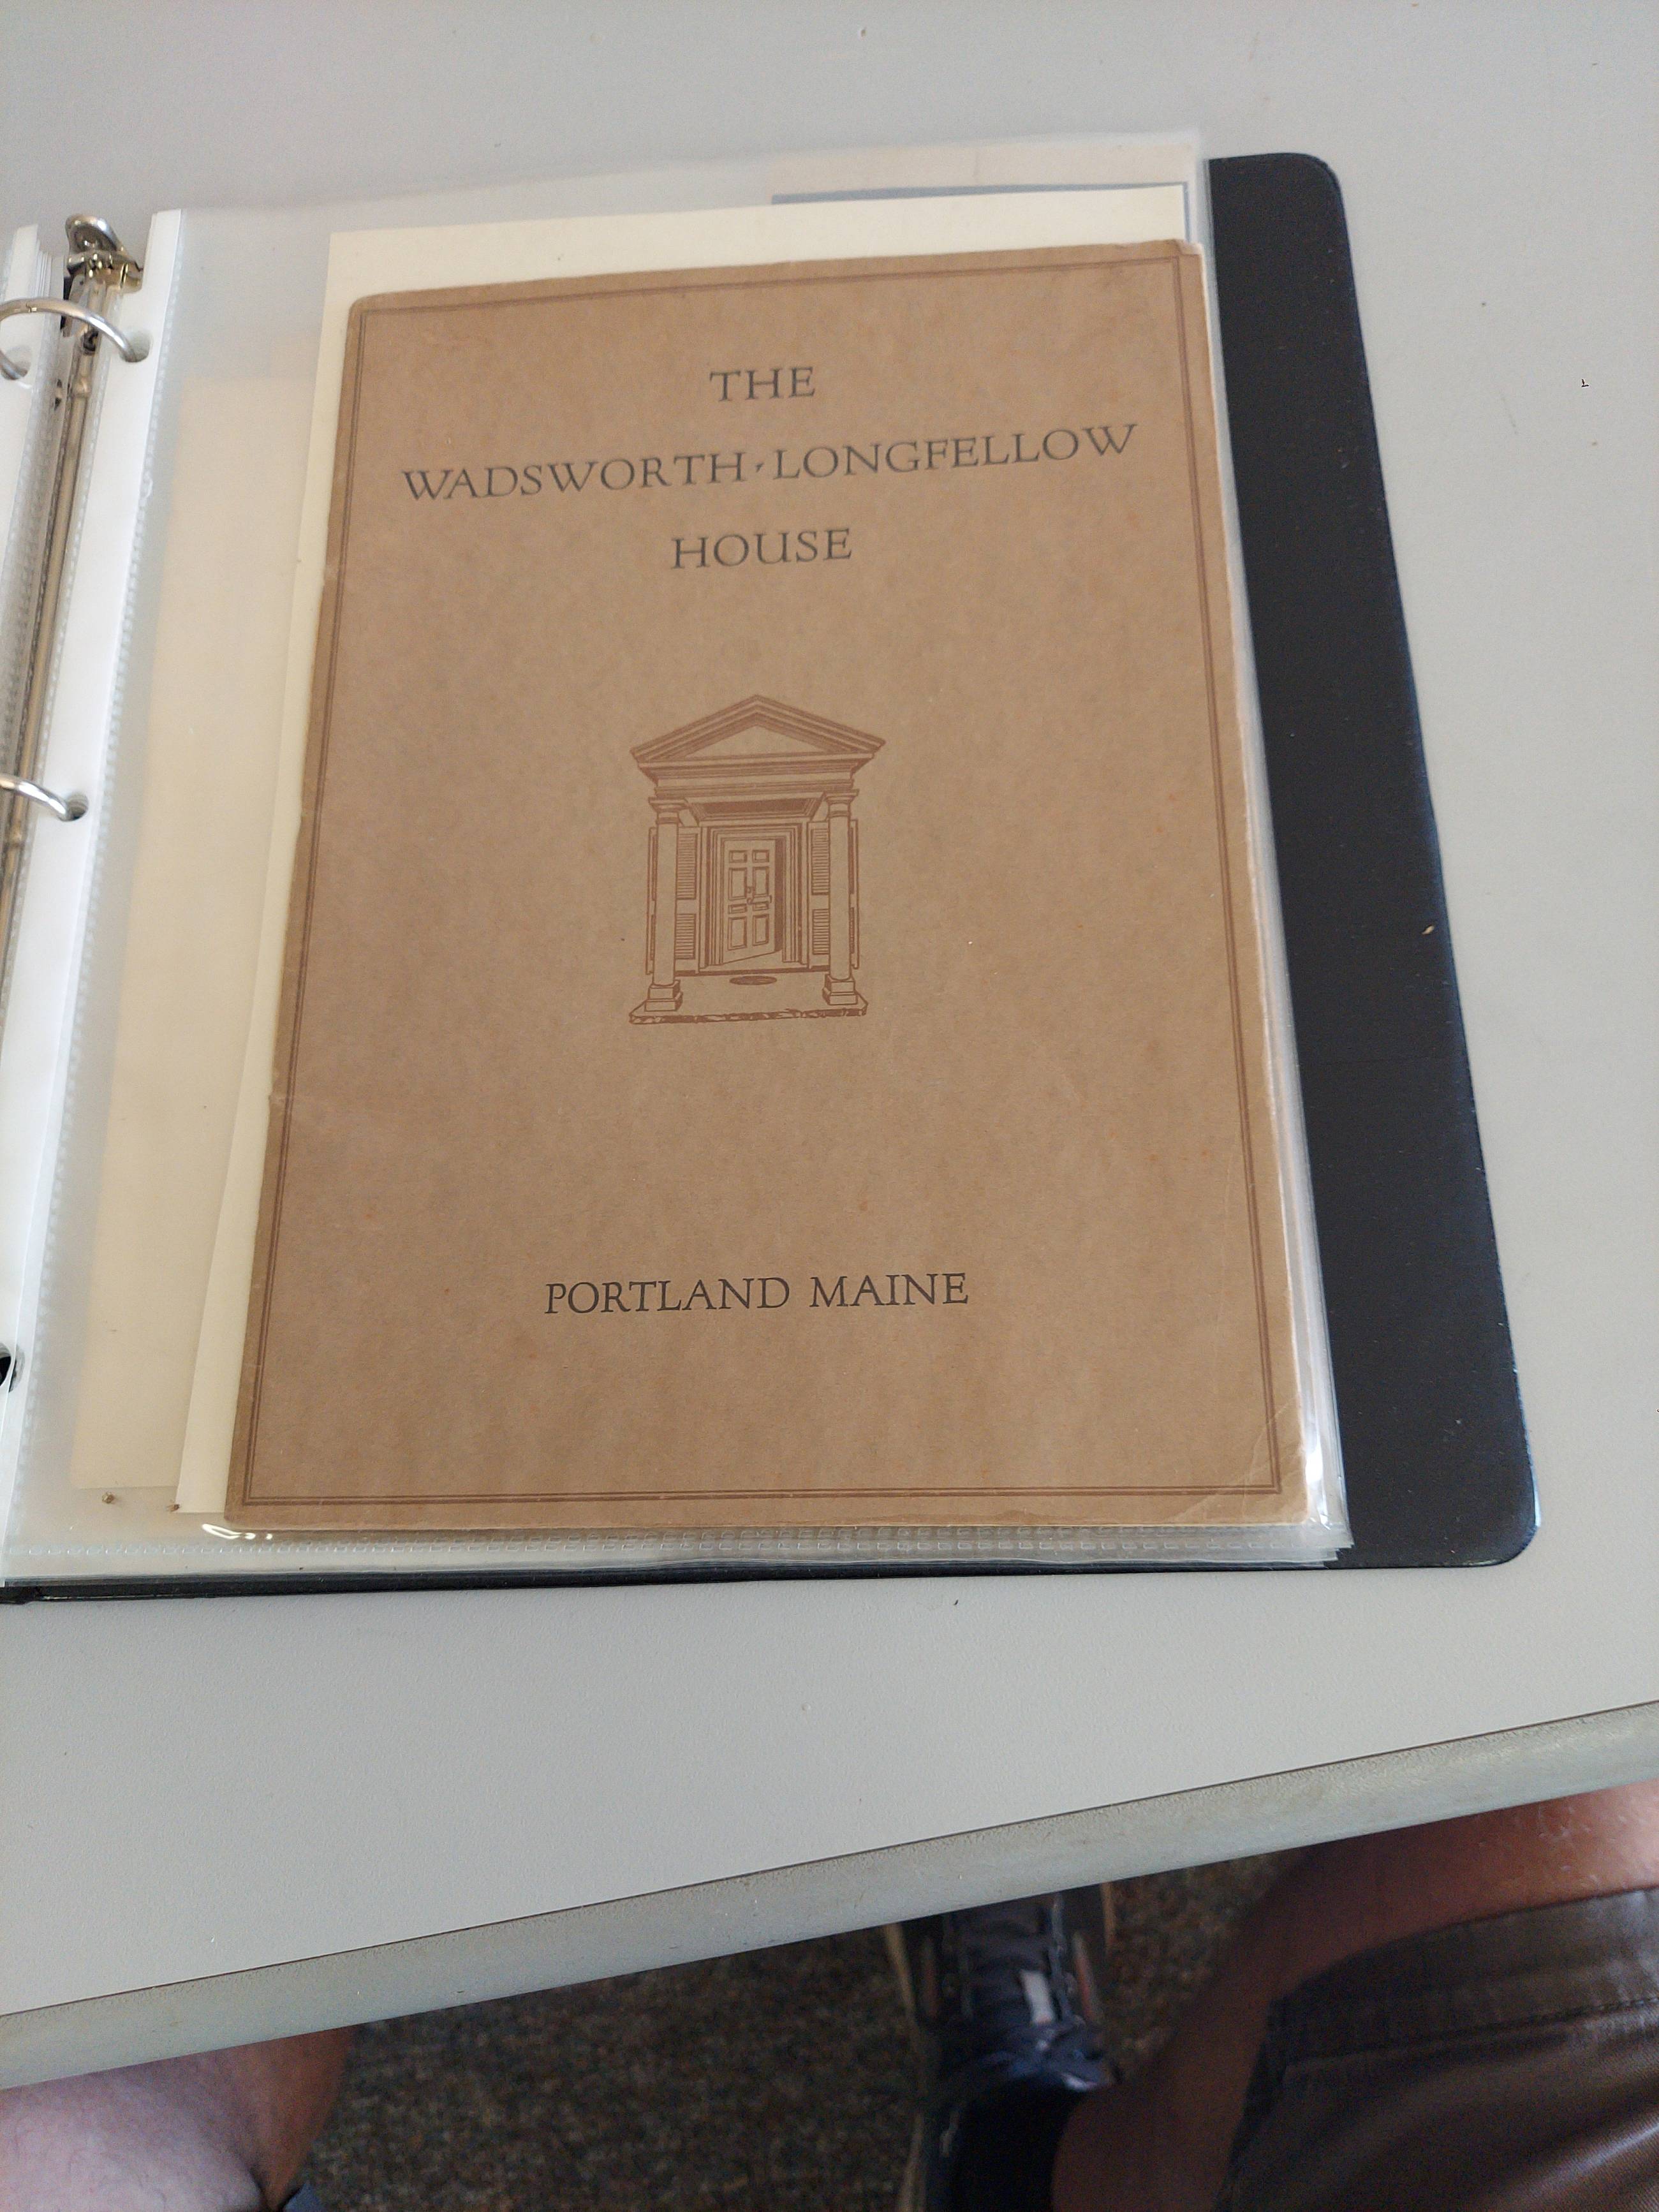 THE
WADSWORTH-LONGFELLOW
HOUSE
PORTLAND MAINE